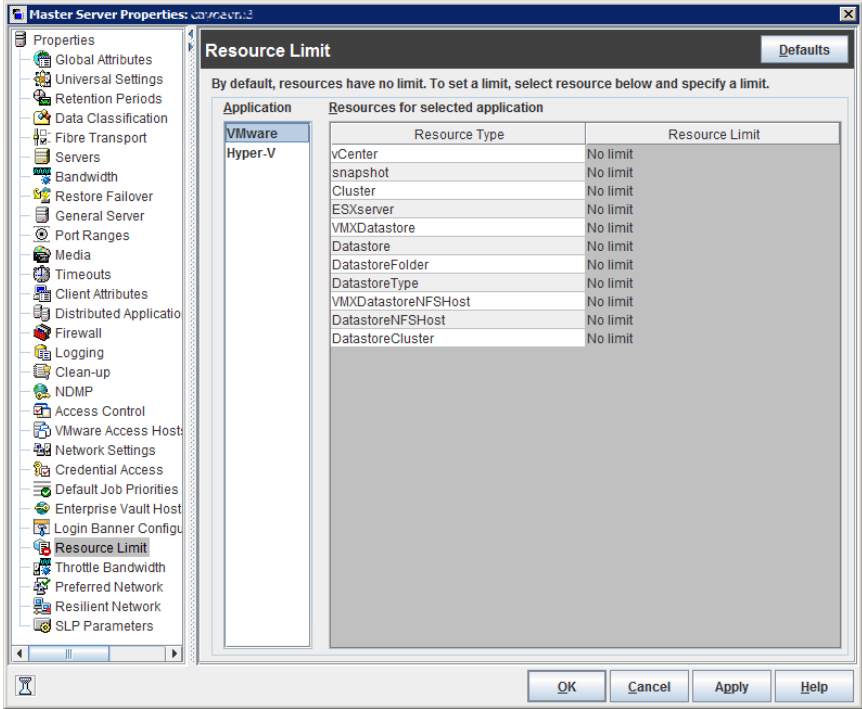 Master Server Properties:
Properties
Global Attributes
Universal Settings
Retention Periods
Data Classification
Fibre Transport
Servers
Bandwidth
Restore Failover
General Server
Port Ranges
Media
Timeouts
Client Attributes
Distributed Applicatio
Firewall
Logging
Clean-up
NDMP
Access Control
VMware Access Hosts
Network Settings
Credential Access
Default Job Priorities
Enterprise Vault Host
Login Banner Configu
Resource Limit
Throttle Bandwidth
Preferred Network
Resilient Network
SLP Parameters
Resource Limit
Defaults
By default, resources have no limit. To set a limit, select resource below and specify a limit.
Application
VMware
Hyper-V
Resources for selected application
Resource Type Resource Limit
vCenter No limit
snapshot No limit
Cluster No limit
ESXserver No limit
VMXDatastore No limit
Datastore No limit
DatastoreFolder No limit
DatastoreType No limit
VMXDatastoreNFSHost No limit
DatastoreNFSHost No limit
DatastoreCluster No limit
OK Cancel Apply Help